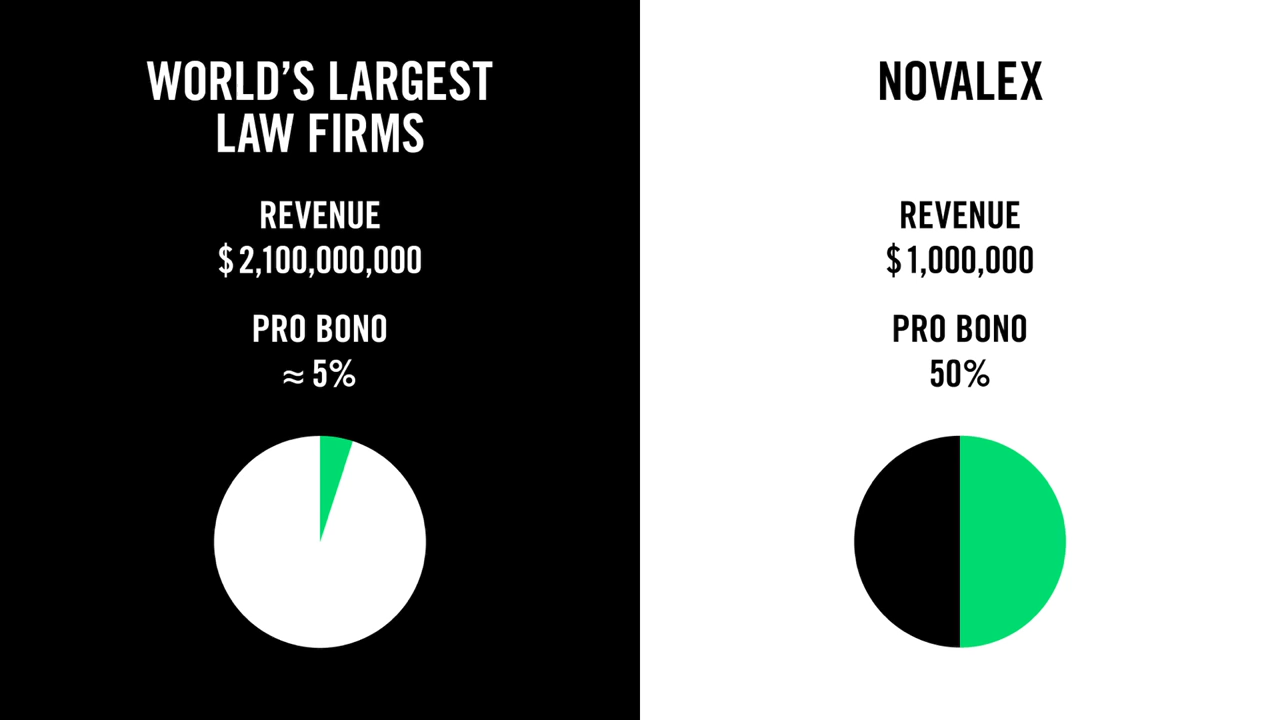 WORLD’S LARGEST
LAW FIRMS
REVENUE
$2,100,000,000
PRO BONO
≈ 5%
NOVALEX
REVENUE
$1,000,000
PRO BONO
50%